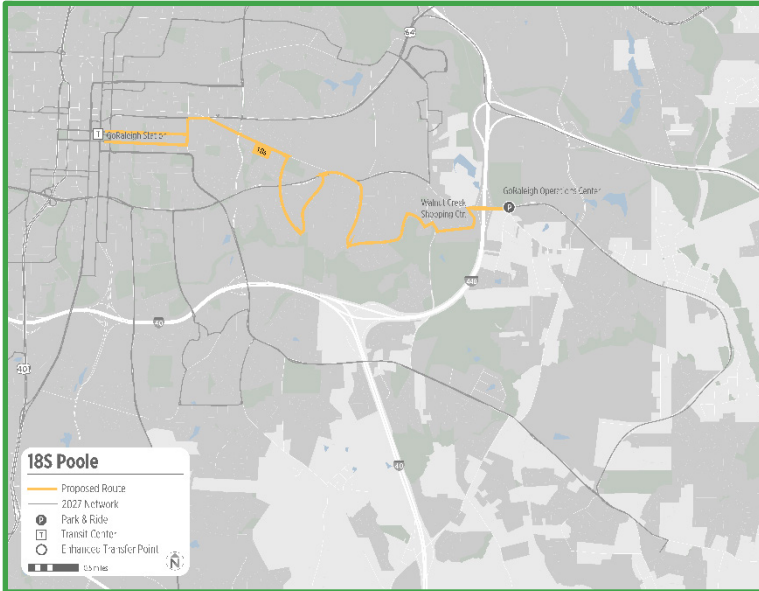 64
GoRaleigh Station
18S
GoRaleigh Operations Center
Walnut Creek
Shopping Ctr.
P
T
440
40
401
40
18S Poole
Proposed Route
2027 Network
P Park & Ride
T Transit Center
Enhanced Transfer Point
N
0.5 miles